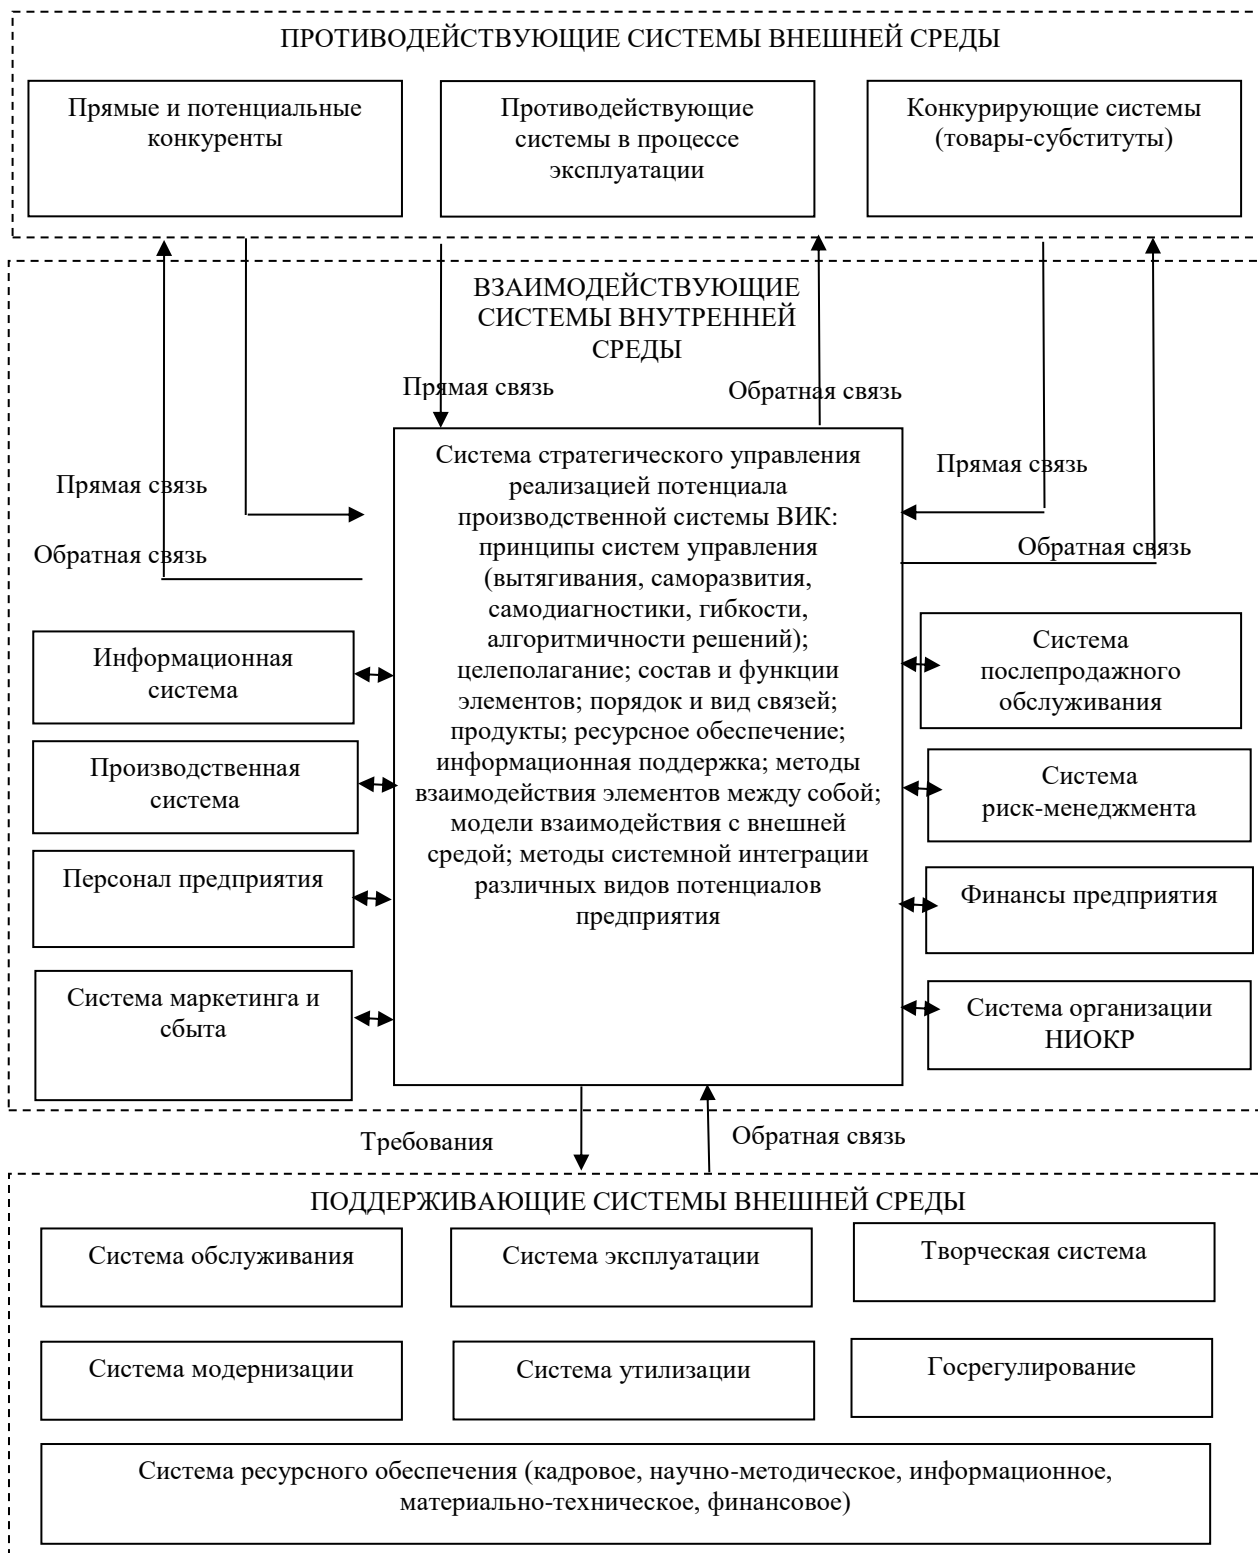 ПРОТИВОДЕЙСТВУЮЩИЕ СИСТЕМЫ ВНЕШНЕЙ СРЕДЫ
Прямые и потенциальные
конкуренты
Противодействующие
системы в процессе
эксплуатации
Конкурирующие системы
(товары-субституты)
ВЗАИМОДЕЙСТВУЮЩИЕ
СИСТЕМЫ ВНУТРЕННЕЙ
СРЕДЫ
Прямая связь
Обратная связь
Прямая связь
Обратная связь
Прямая связь
Обратная связь
Система стратегического управления
реализацией потенциала
производственной системы ВИК:
принципы систем управления
(вытягивания, саморазвития,
самодиагностики, гибкости,
алгоритмичности решений);
целеполагание; состав и функции
элементов; порядок и вид связей;
продукты; ресурсное обеспечение;
информационная поддержка; методы
взаимодействия элементов между собой;
модели взаимодействия с внешней
средой; методы системной интеграции
различных видов потенциалов
предприятия
Информационная
система
Производственная
система
Персонал предприятия
Система маркетинга и
сбыта
Система
послепродажного
обслуживания
Система
риск-менеджмента
Финансы предприятия
Система организации
НИОКР
Требования
Обратная связь
ПОДДЕРЖИВАЮЩИЕ СИСТЕМЫ ВНЕШНЕЙ СРЕДЫ
Система обслуживания
Система эксплуатации
Творческая система
Система модернизации
Система утилизации
Госрегулирование
Система ресурсного обеспечения (кадровое, научно-методическое, информационное,
материально-техническое, финансовое)